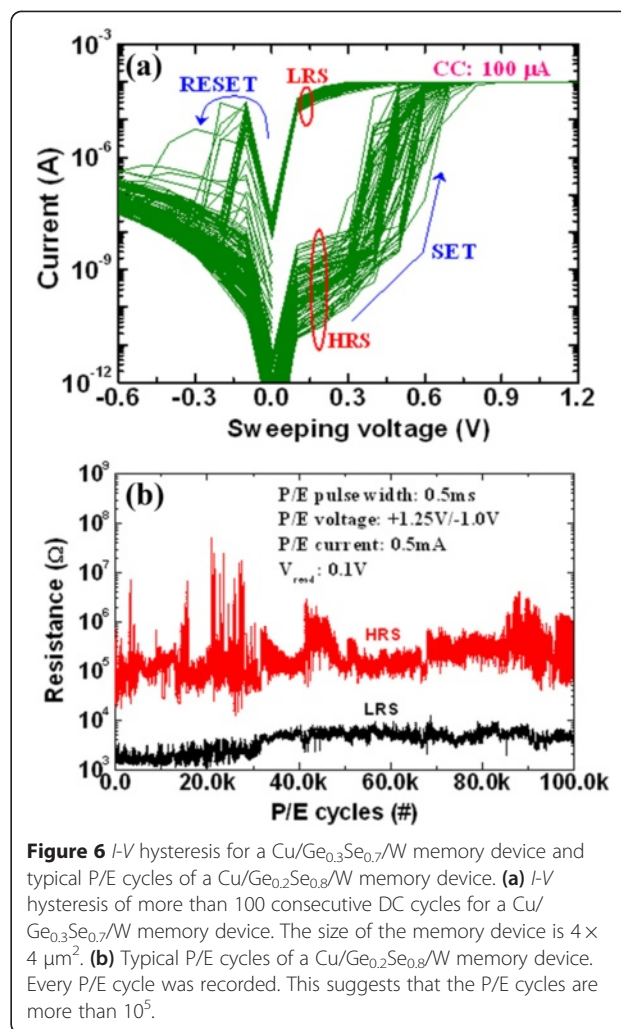 (a)
CC: 100 μA
RESET
LRS
SET
HRS
Current (A)
10⁻³
10⁻⁶
10⁻⁹
10⁻¹²
-0.6 -0.3 0.0 0.3 0.6 0.9 1.2
Sweeping voltage (V)
(b)
P/E pulse width: 0.5ms
P/E voltage: +1.25V/-1.0V
P/E current: 0.5mA
V_read: 0.1V
HRS
LRS
Resistance (Ω)
10⁹
10⁸
10⁷
10⁶
10⁵
10⁴
10³
0.0 20.0k 40.0k 60.0k 80.0k 100.0k
P/E cycles (#)
Figure 6 I-V hysteresis for a Cu/Ge₀.₃Se₀.₇/W memory device and
typical P/E cycles of a Cu/Ge₀.₂Se₀.₈/W memory device. (a) I-V
hysteresis of more than 100 consecutive DC cycles for a Cu/
Ge₀.₃Se₀.₇/W memory device. The size of the memory device is 4 ×
4 μm². (b) Typical P/E cycles of a Cu/Ge₀.₂Se₀.₈/W memory device.
Every P/E cycle was recorded. This suggests that the P/E cycles are
more than 10⁵.